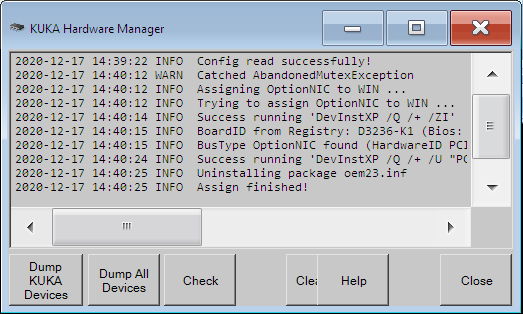 KUKA Hardware Manager
2020-12-17 14:39:22 INFO Config read successfully!
2020-12-17 14:40:12 WARN Catched AbandonedMutexException
2020-12-17 14:40:12 INFO Assigning OptionNIC to WIN ...
2020-12-17 14:40:12 INFO Trying to assign OptionNIC to WIN ...
2020-12-17 14:40:14 INFO Success running 'DevInstXP /Q /+ /ZI'
2020-12-17 14:40:15 INFO BoardID from Registry: D3236-K1 (Bios:
2020-12-17 14:40:15 INFO BusType OptionNIC found (HardwareID PCI
2020-12-17 14:40:24 INFO Success running 'DevInstXP /Q /+ /U "PC
2020-12-17 14:40:25 INFO Uninstalling package oem23.inf
2020-12-17 14:40:25 INFO Assign finished!
Dump
KUKA
Devices
Dump All
Devices
Check
Clea
Help
Close